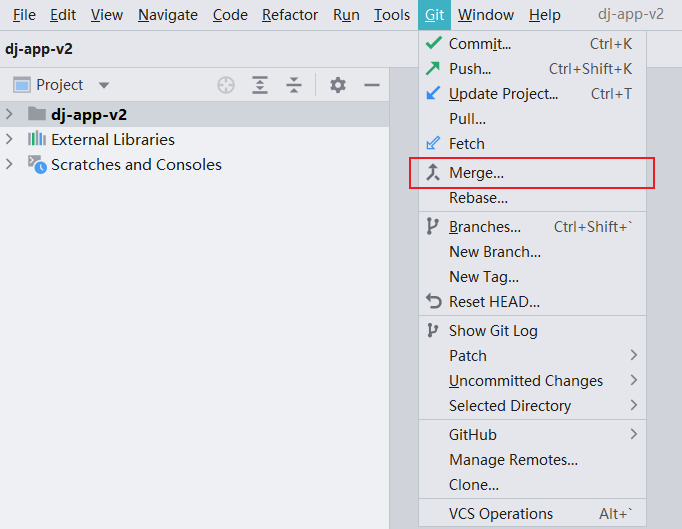 File Edit View Navigate Code Refactor Run Tools Git Window Help dj-app-v2
dj-app-v2
Project
dj-app-v2
External Libraries
Scratches and Consoles
Commit... Ctrl+K
Push... Ctrl+Shift+K
Update Project... Ctrl+T
Pull...
Fetch
Merge...
Rebase...
Branches... Ctrl+Shift+`
New Branch...
New Tag...
Reset HEAD...
Show Git Log
Patch
Uncommitted Changes
Selected Directory
GitHub
Manage Remotes...
Clone...
VCS Operations Alt+`